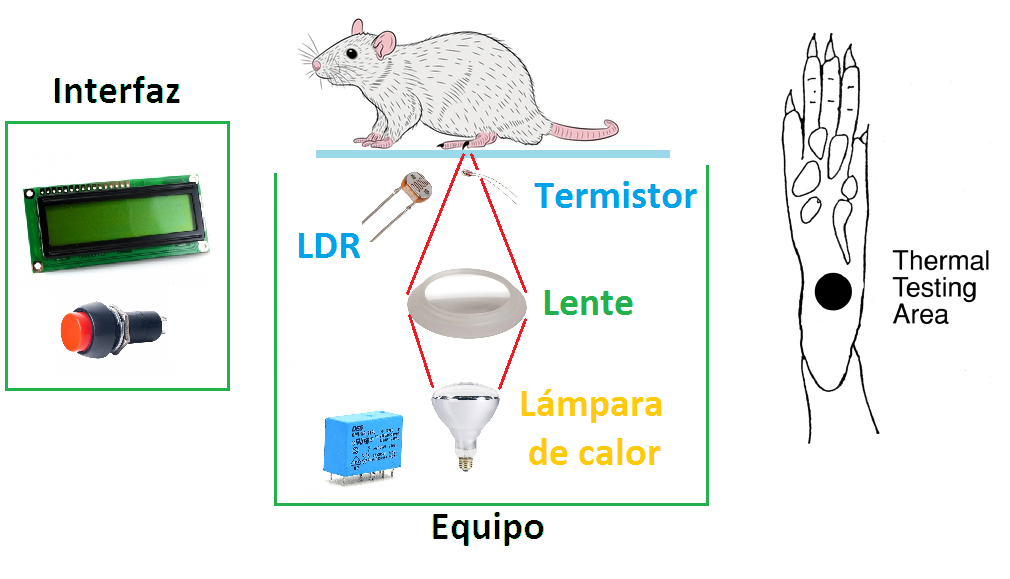 Interfaz
LDR
Termistor
Lente
Lámpara
de calor
Equipo
Thermal
Testing
Area